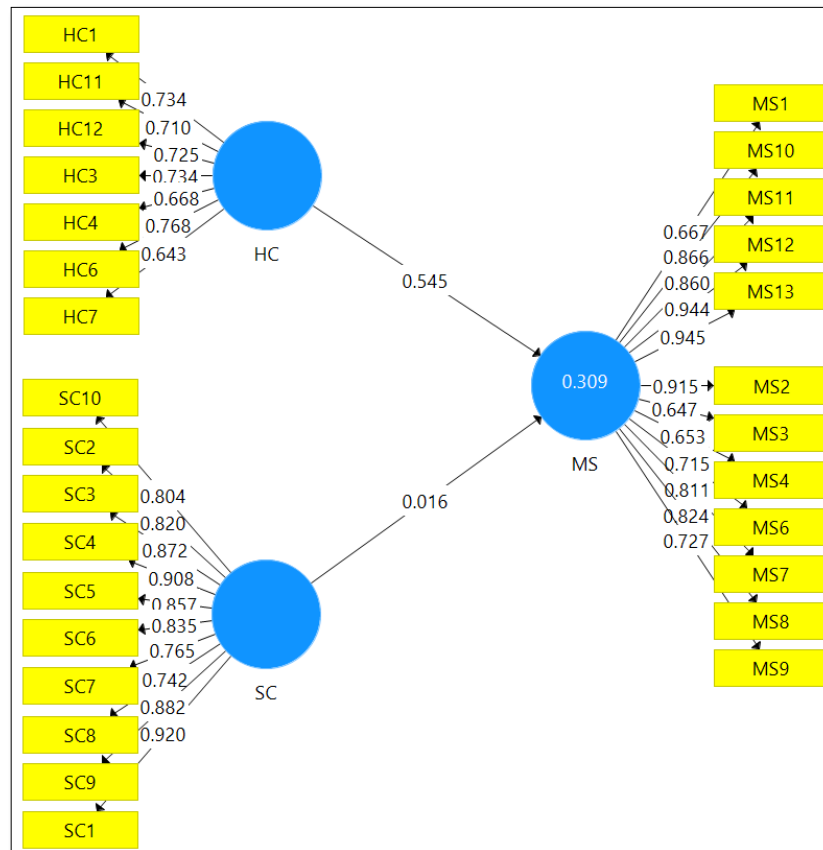 HC1
HC11
HC12
HC3
HC4
HC6
HC7
0.734
0.710
0.725
0.734
0.668
0.768
0.643
HC
0.545
SC10
SC2
SC3
SC4
SC5
SC6
SC7
SC8
SC9
SC1
0.804
0.820
0.872
0.908
0.857
0.835
0.765
0.742
0.882
0.920
SC
0.016
0.309
MS
0.667
0.866
0.860
0.944
0.945
0.915
0.647
0.653
0.715
0.811
0.824
0.727
MS1
MS10
MS11
MS12
MS13
MS2
MS3
MS4
MS6
MS7
MS8
MS9